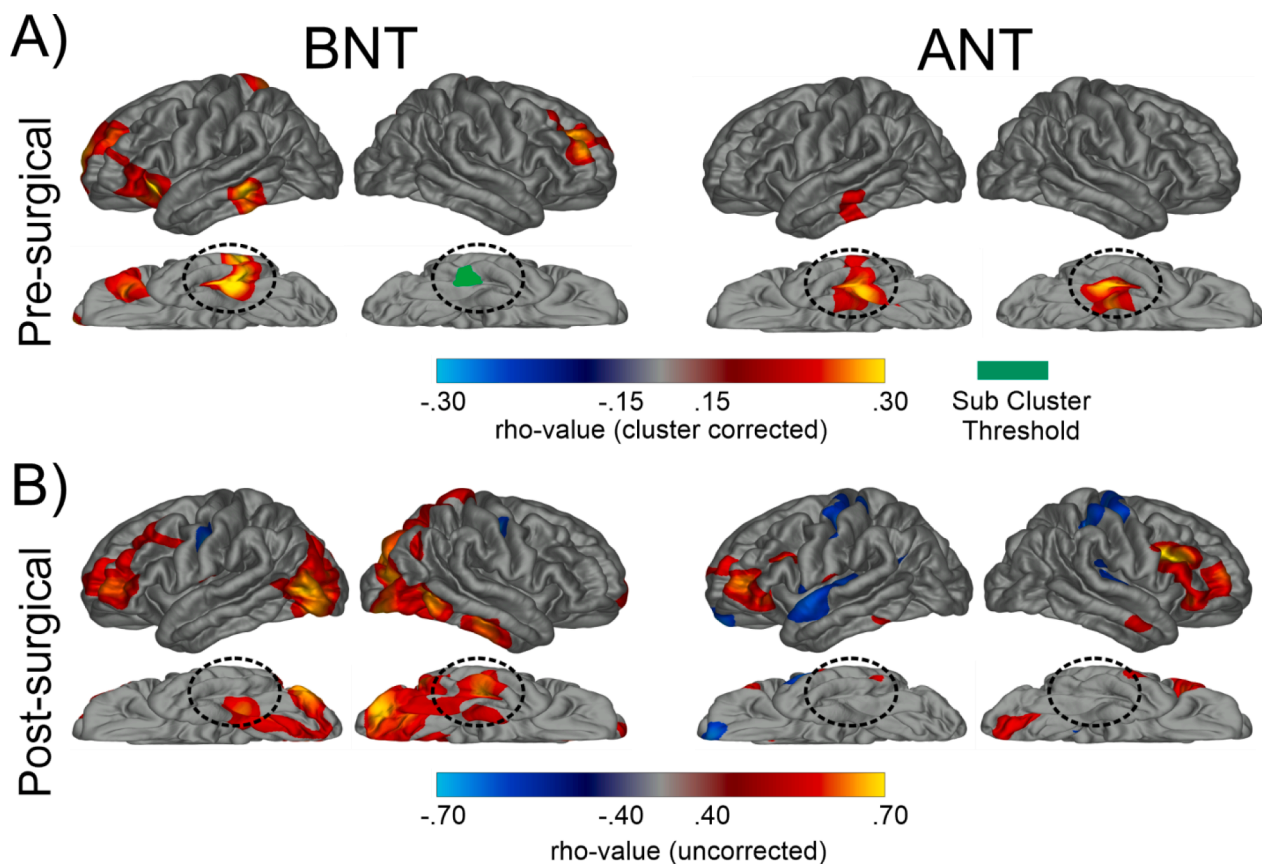 A)
BNT
ANT
Pre-surgical
-.30
-.15
.15
.30
rho-value (cluster corrected)
Sub Cluster
Threshold
B)
Post-surgical
-.70
-.40
.40
.70
rho-value (uncorrected)